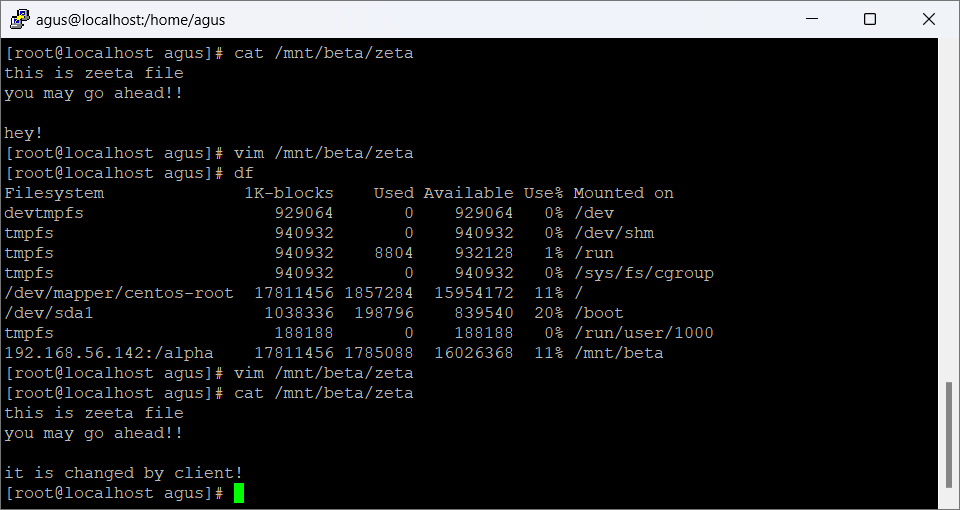 agus@localhost:/home/agus
[root@localhost agus]# cat /mnt/beta/zeta
this is zeeta file
you may go ahead!!

hey!
[root@localhost agus]# vim /mnt/beta/zeta
[root@localhost agus]# df
Filesystem              1K-blocks    Used Available Use% Mounted on
devtmpfs                   929064       0    929064   0% /dev
tmpfs                      940932       0    940932   0% /dev/shm
tmpfs                      940932    8804    932128   1% /run
tmpfs                      940932       0    940932   0% /sys/fs/cgroup
/dev/mapper/centos-root  17811456 1857284  15954172  11% /
/dev/sda1                 1038336  198796    839540  20% /boot
tmpfs                      188188       0    188188   0% /run/user/1000
192.168.56.142:/alpha    17811456 1785088  16026368  11% /mnt/beta
[root@localhost agus]# vim /mnt/beta/zeta
[root@localhost agus]# cat /mnt/beta/zeta
this is zeeta file
you may go ahead!!

it is changed by client!
[root@localhost agus]#